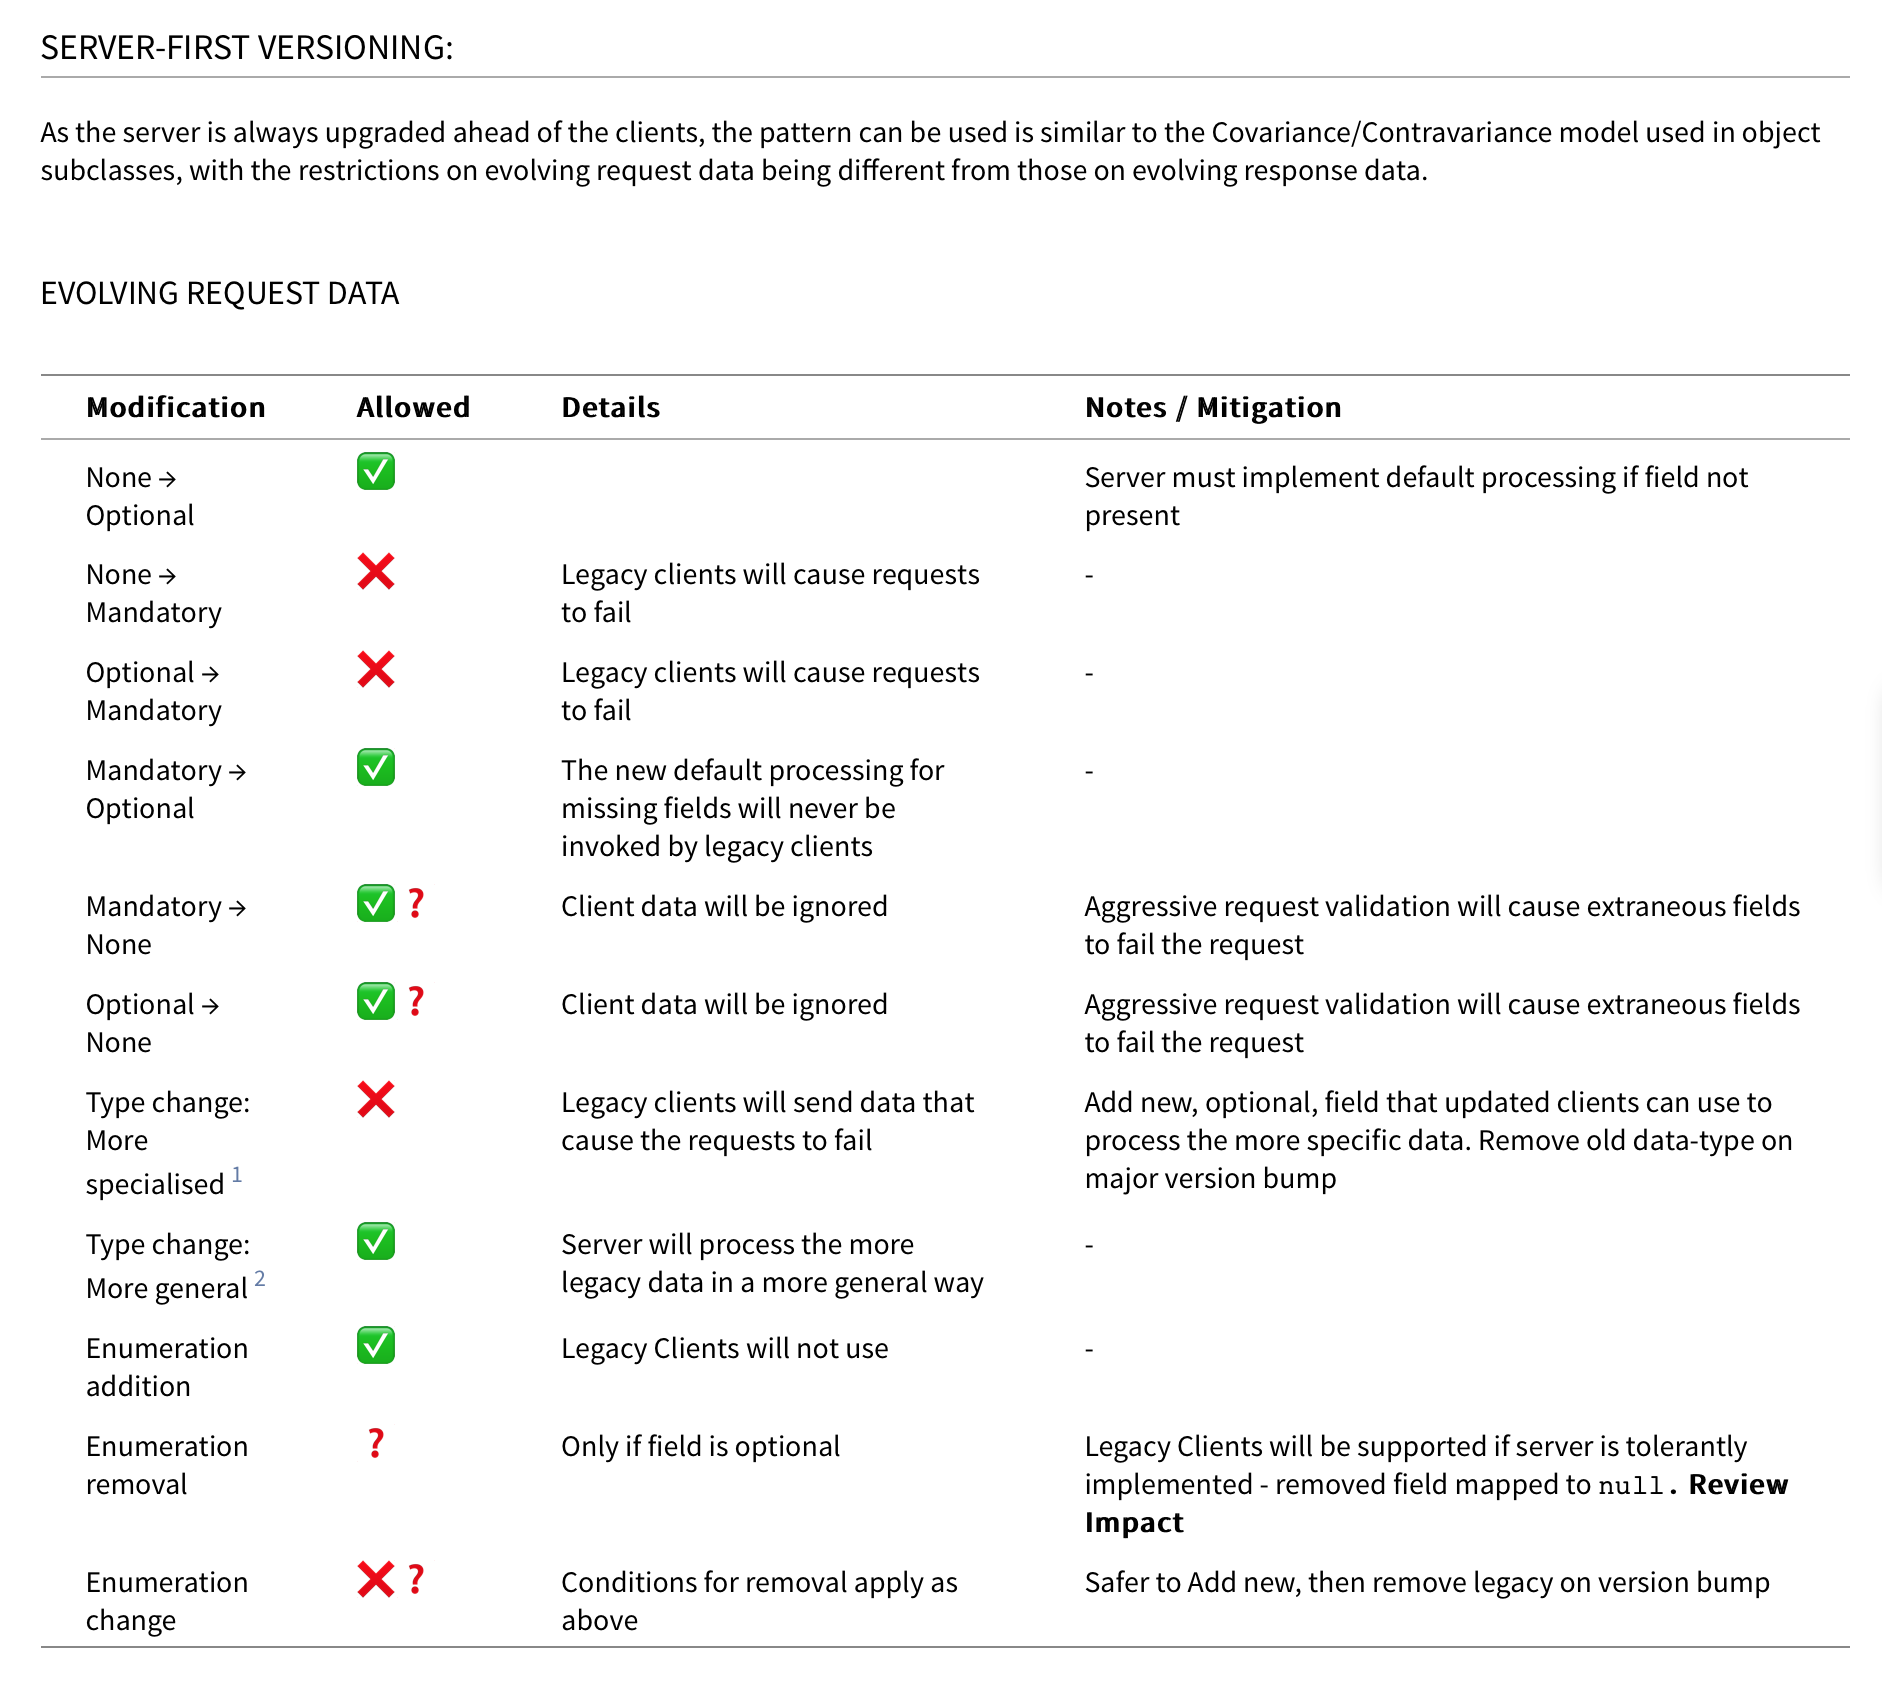 SERVER-FIRST VERSIONING:
As the server is always upgraded ahead of the clients, the pattern can be used is similar to the Covariance/Contravariance model used in object
subclasses, with the restrictions on evolving request data being different from those on evolving response data.
EVOLVING REQUEST DATA
Modification Allowed Details Notes / Mitigation
None → ✅ Server must implement default processing if field not
Optional present
None → ❌ Legacy clients will cause requests -
Mandatory to fail
Optional → ❌ Legacy clients will cause requests -
Mandatory to fail
Mandatory → ✅ The new default processing for -
Optional missing fields will never be
invoked by legacy clients
Mandatory → ✅ ❓ Client data will be ignored Aggressive request validation will cause extraneous fields
None to fail the request
Optional → ✅ ❓ Client data will be ignored Aggressive request validation will cause extraneous fields
None to fail the request
Type change: ❌ Legacy clients will send data that Add new, optional, field that updated clients can use to
More cause the requests to fail process the more specific data. Remove old data-type on
specialised 1 major version bump
Type change: ✅ Server will process the more -
More general 2 legacy data in a more general way
Enumeration ✅ Legacy Clients will not use -
addition
Enumeration ❓ Only if field is optional Legacy Clients will be supported if server is tolerantly
removal implemented - removed field mapped to null. Review
Impact
Enumeration ❌ ❓ Conditions for removal apply as Safer to Add new, then remove legacy on version bump
change above